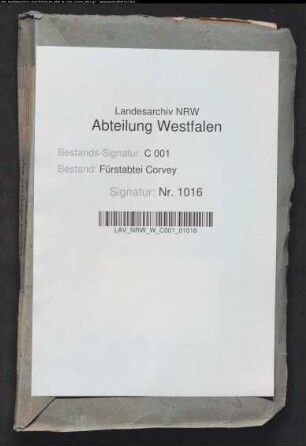 Landesarchiv NRW
Abteilung Westfalen
Bestands-Signatur: C 001
Bestand: Fürstabtei Corvey
Signatur: Nr. 1016
LAV_NRW_W_C001_01016